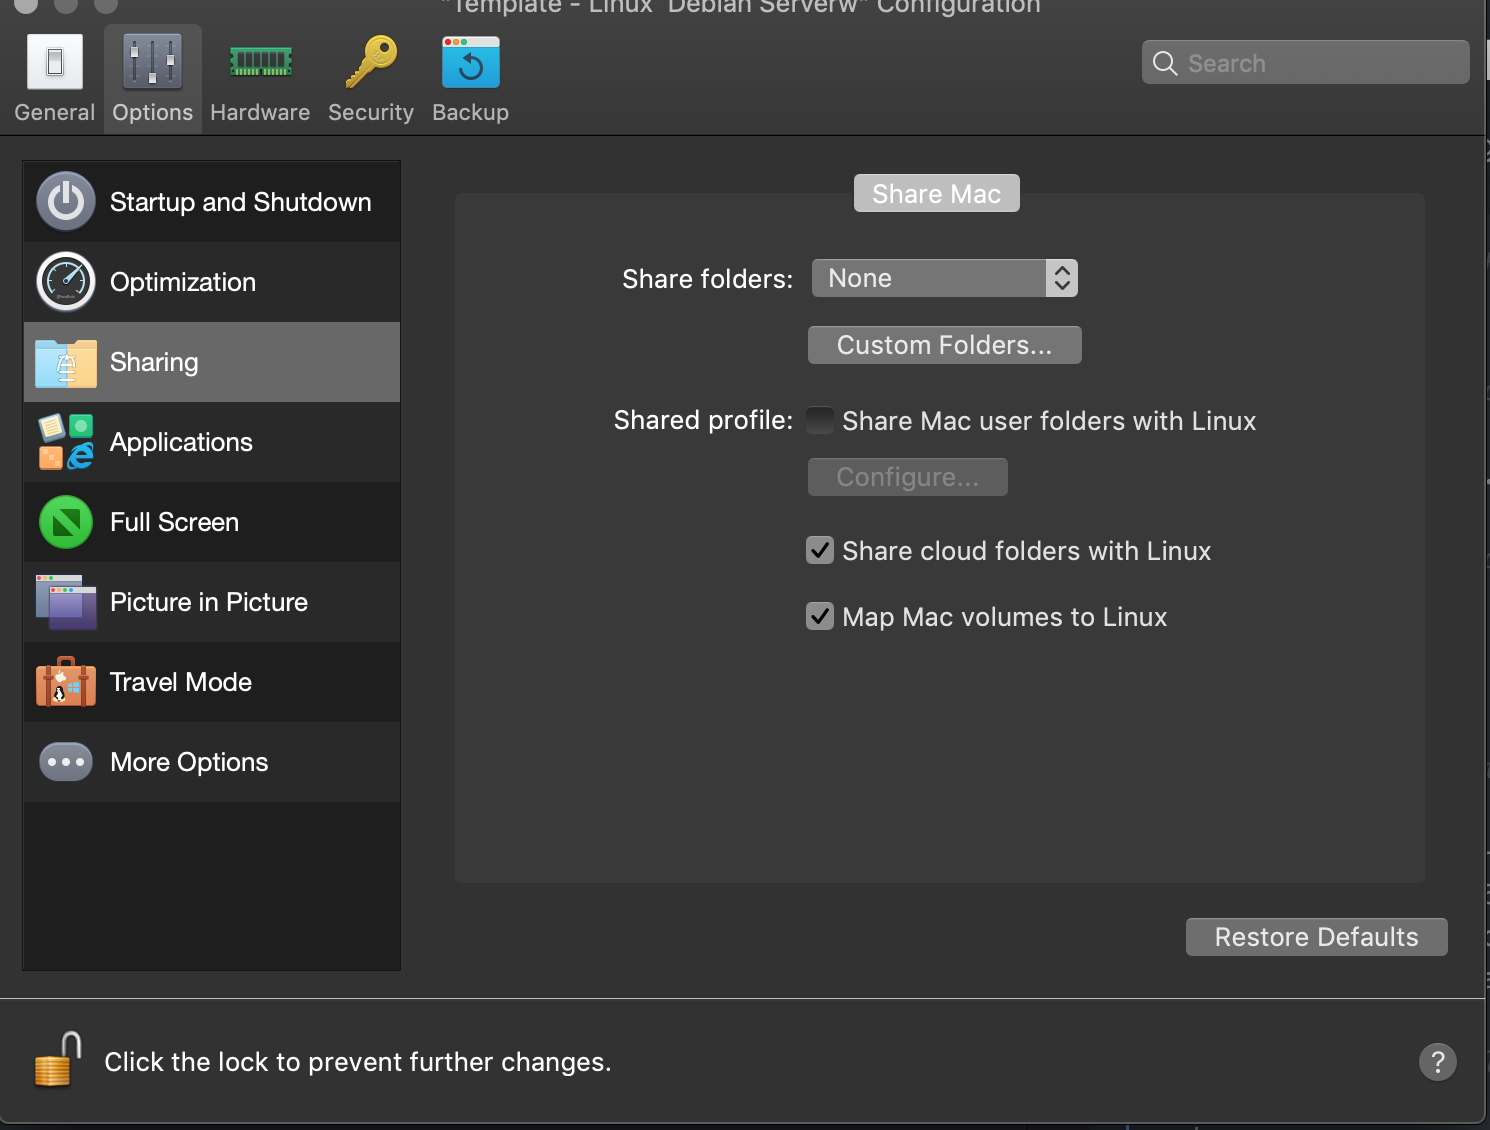 "Template - Linux Debian Serverw" Configuration
General
Options
Hardware
Security
Backup
Search
Startup and Shutdown
Optimization
Sharing
Applications
Full Screen
Picture in Picture
Travel Mode
More Options
Share Mac
Share folders: None
Custom Folders...
Shared profile: Share Mac user folders with Linux
Configure...
Share cloud folders with Linux
Map Mac volumes to Linux
Restore Defaults
Click the lock to prevent further changes.
?